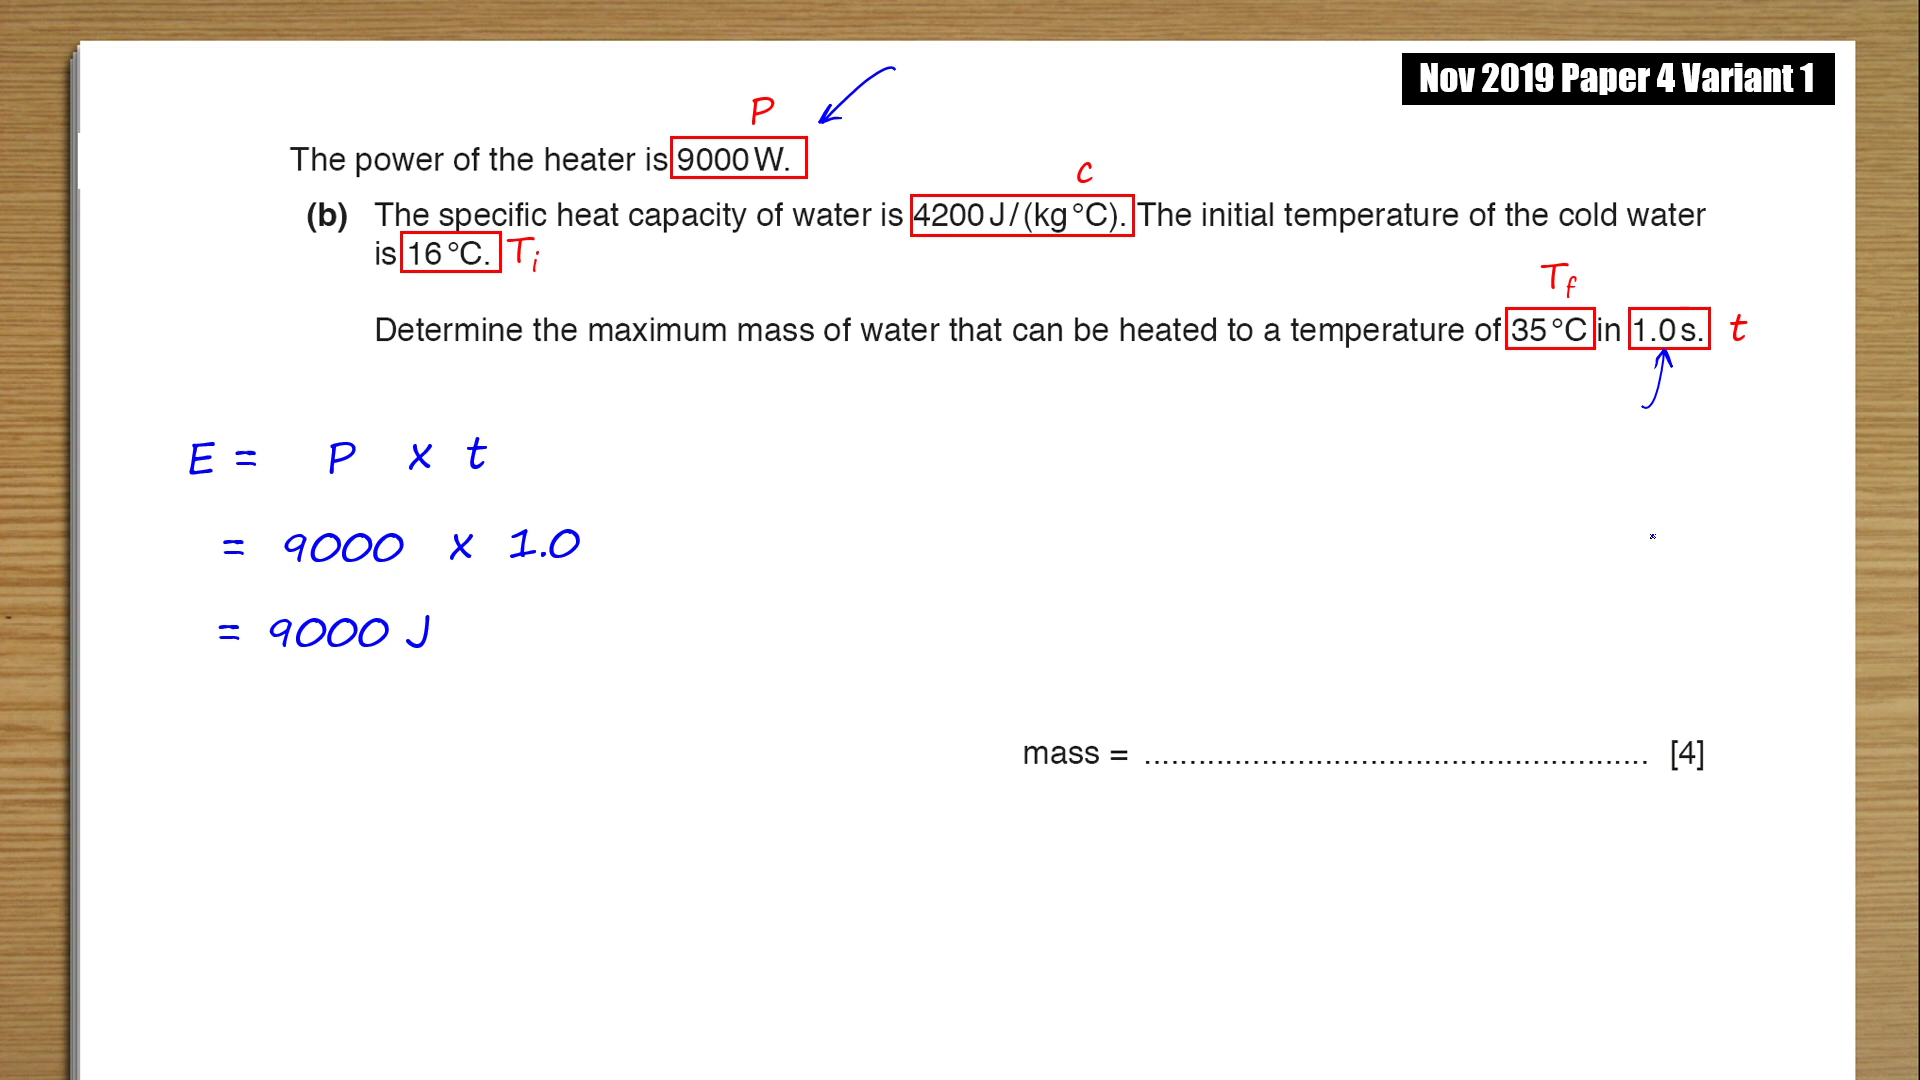 Nov 2019 Paper 4 Variant 1
P
The power of the heater is 9000 W.
c
(b) The specific heat capacity of water is 4200 J/(kg °C). The initial temperature of the cold water
is 16 °C. Ti
Tf
Determine the maximum mass of water that can be heated to a temperature of 35 °C in 1.0 s. t
E = P x t
= 9000 x 1.0
= 9000 J
mass = ........................................................ [4]